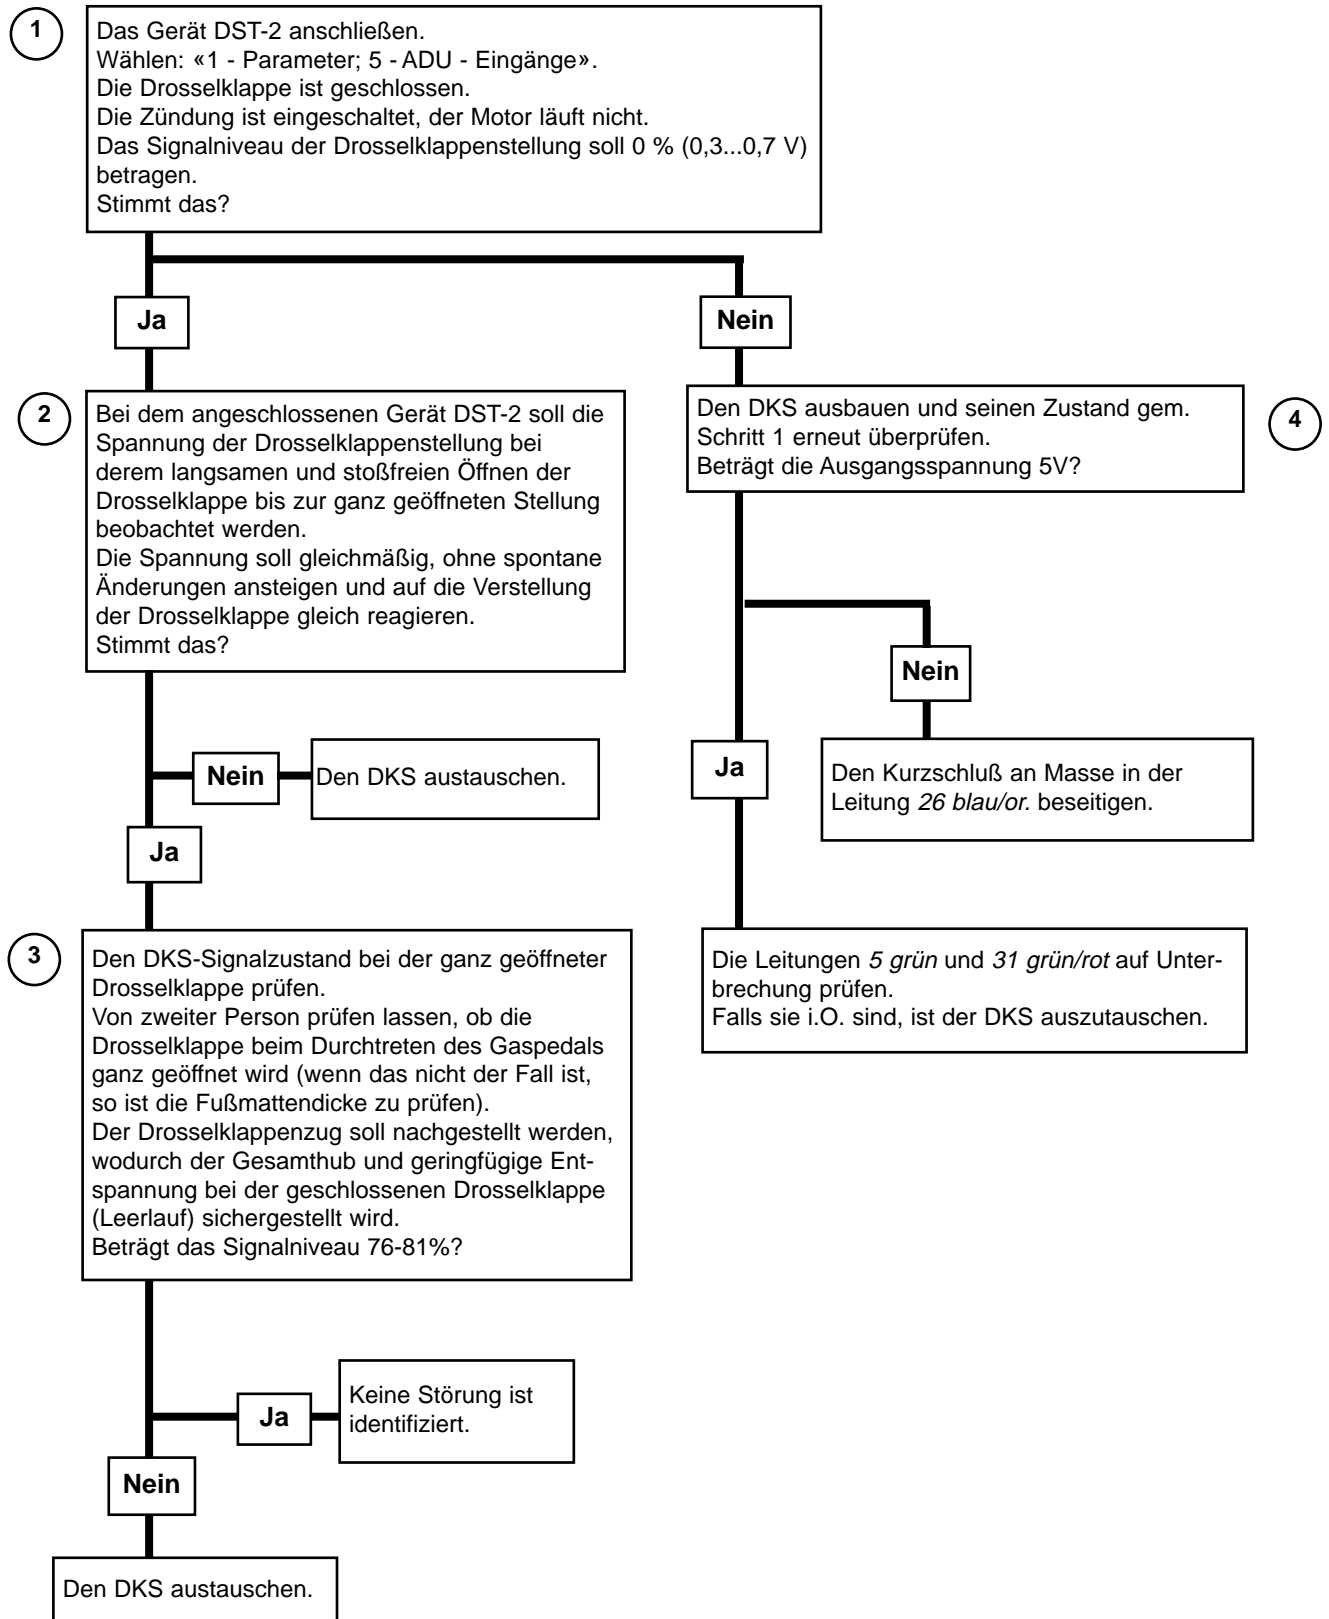 1
Das Gerät DST-2 anschließen.
Wählen: «1 - Parameter; 5 - ADU - Eingänge».
Die Drosselklappe ist geschlossen.
Die Zündung ist eingeschaltet, der Motor läuft nicht.
Das Signalniveau der Drosselklappenstellung soll 0 % (0,3...0,7 V)
betragen.
Stimmt das?
Ja
Nein
2
Bei dem angeschlossenen Gerät DST-2 soll die
Spannung der Drosselklappenstellung bei
derem langsamen und stoßfreien Öffnen der
Drosselklappe bis zur ganz geöffneten Stellung
beobachtet werden.
Die Spannung soll gleichmäßig, ohne spontane
Änderungen ansteigen und auf die Verstellung
der Drosselklappe gleich reagieren.
Stimmt das?
Den DKS ausbauen und seinen Zustand gem.
Schritt 1 erneut überprüfen.
Beträgt die Ausgangsspannung 5V?
4
Nein
Den DKS austauschen.
Ja
Nein
Den Kurzschluß an Masse in der
Leitung 26 blau/or. beseitigen.
Ja
Die Leitungen 5 grün und 31 grün/rot auf Unter-
brechung prüfen.
Falls sie i.O. sind, ist der DKS auszutauschen.
3
Den DKS-Signalzustand bei der ganz geöffneter
Drosselklappe prüfen.
Von zweiter Person prüfen lassen, ob die
Drosselklappe beim Durchtreten des Gaspedals
ganz geöffnet wird (wenn das nicht der Fall ist,
so ist die Fußmattendicke zu prüfen).
Der Drosselklappenzug soll nachgestellt werden,
wodurch der Gesamthub und geringfügige Ent-
spannung bei der geschlossenen Drosselklappe
(Leerlauf) sichergestellt wird.
Beträgt das Signalniveau 76-81%?
Ja
Keine Störung ist
identifiziert.
Nein
Den DKS austauschen.